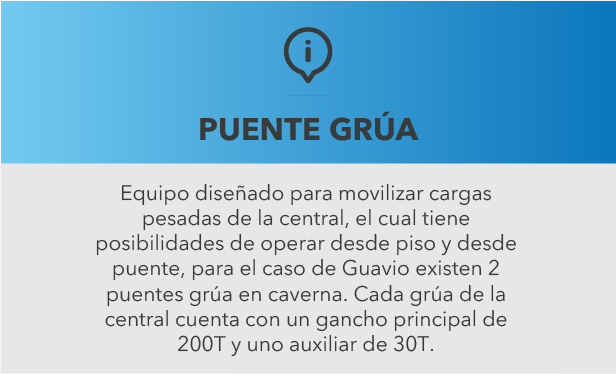 PUENTE GRÚA
Equipo diseñado para movilizar cargas
pesadas de la central, el cual tiene
posibilidades de operar desde piso y desde
puente, para el caso de Guavio existen 2
puentes grúa en caverna. Cada grúa de la
central cuenta con un gancho principal de
200T y uno auxiliar de 30T.